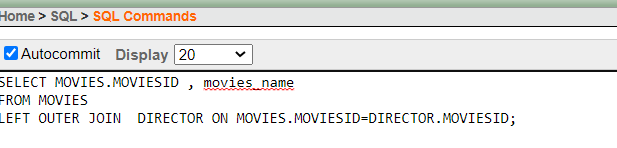 Home > SQL > SQL Commands
Autocommit Display 20
SELECT MOVIES.MOVIESID , movies_name
FROM MOVIES
LEFT OUTER JOIN  DIRECTOR ON MOVIES.MOVIESID=DIRECTOR.MOVIESID;